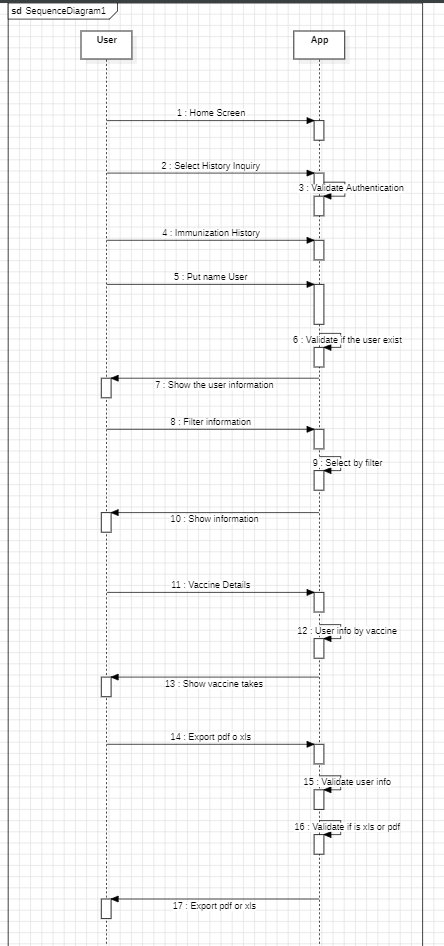 sd SequenceDiagram1
User
App
1 : Home Screen
2 : Select History Inquiry
3 : Validate Authentication
4 : Immunization History
5 : Put name User
6 : Validate if the user exist
7 : Show the user information
8 : Filter information
9 : Select by filter
10 : Show information
11 : Vaccine Details
12 : User info by vaccine
13 : Show vaccine takes
14 : Export pdf o xls
15 : Validate user info
16 : Validate if is xls or pdf
17 : Export pdf or xls